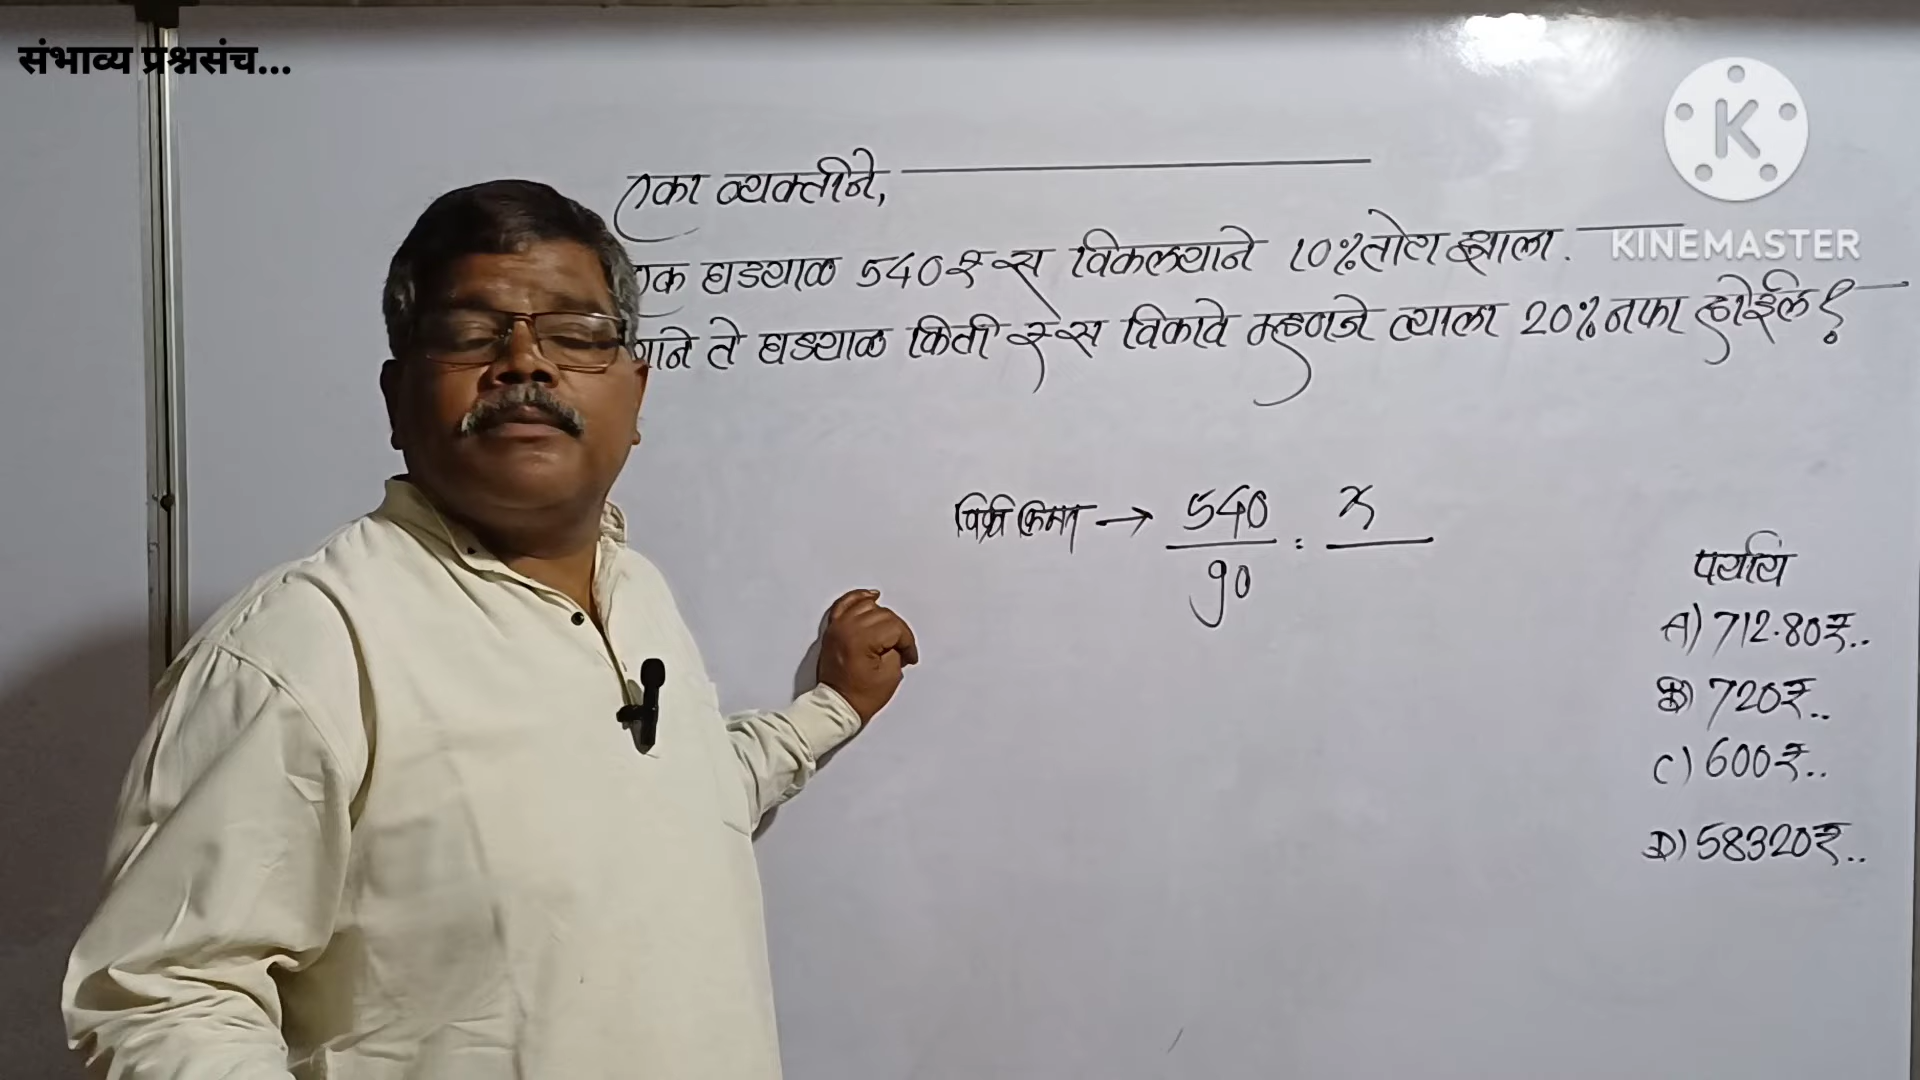 संभाव्य प्रश्नसंच...
KINEMASTER
एका व्यक्तीने,
एक घड्याळ 540 रु स विकल्याने 10% तोटा झाला.
याने ते घड्याळ किती रु स विकावे म्हणजे त्याला 20% नफा होईल?
विक्री किंमत → 540/90 = x/
पर्याय
A) 712.80 रु..
B) 720 रु..
C) 600 रु..
D) 58320 रु..